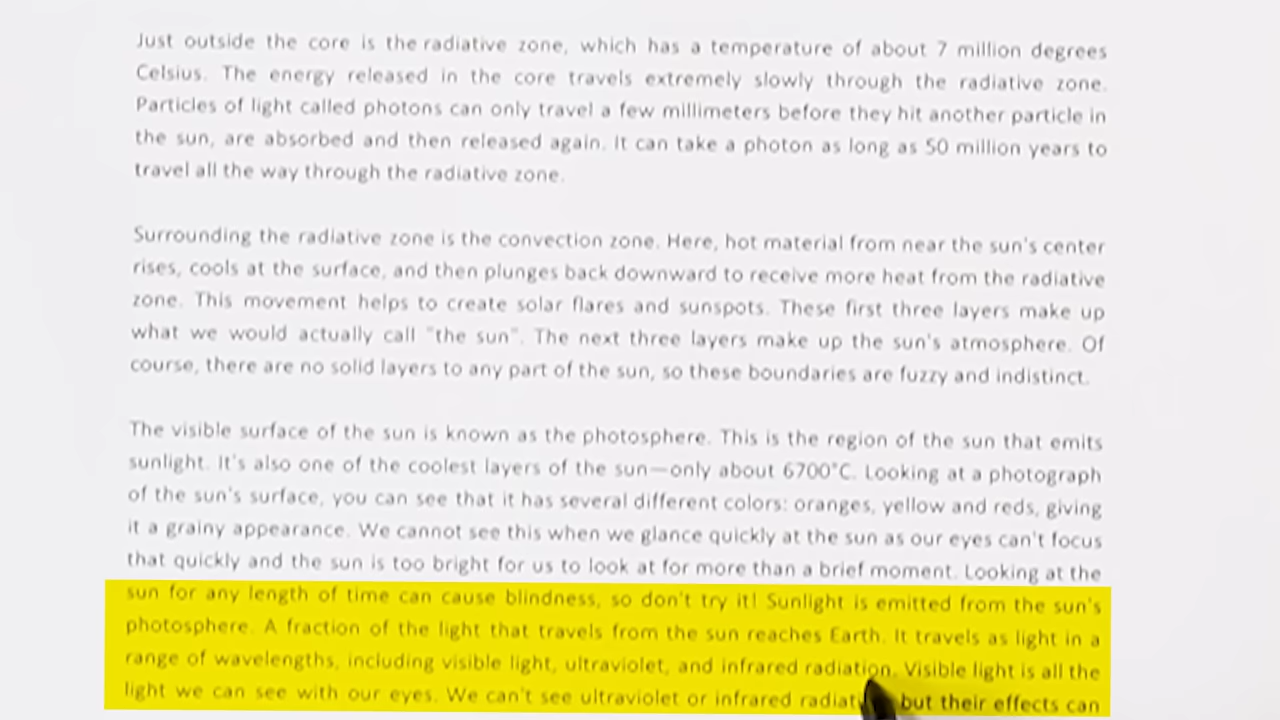 Just outside the core is the radiative zone, which has a temperature of about 7 million degrees
Celsius. The energy released in the core travels extremely slowly through the radiative zone.
Particles of light called photons can only travel a few millimeters before they hit another particle in
the sun, are absorbed and then released again. It can take a photon as long as 50 million years to
travel all the way through the radiative zone.
Surrounding the radiative zone is the convection zone. Here, hot material from near the sun's center
rises, cools at the surface, and then plunges back downward to receive more heat from the radiative
zone. This movement helps to create solar flares and sunspots. These first three layers make up
what we would actually call "the sun". The next three layers make up the sun's atmosphere. Of
course, there are no solid layers to any part of the sun, so these boundaries are fuzzy and indistinct.
The visible surface of the sun is known as the photosphere. This is the region of the sun that emits
sunlight. It's also one of the coolest layers of the sun—only about 6700°C. Looking at a photograph
of the sun's surface, you can see that it has several different colors: oranges, yellow and reds, giving
it a grainy appearance. We cannot see this when we glance quickly at the sun as our eyes can't focus
that quickly and the sun is too bright for us to look at for more than a brief moment. Looking at the
sun for any length of time can cause blindness, so don't try it! Sunlight is emitted from the sun's
photosphere. A fraction of the light that travels from the sun reaches Earth. It travels as light in a
range of wavelengths, including visible light, ultraviolet, and infrared radiation. Visible light is all the
light we can see with our eyes. We can't see ultraviolet or infrared but their effects can